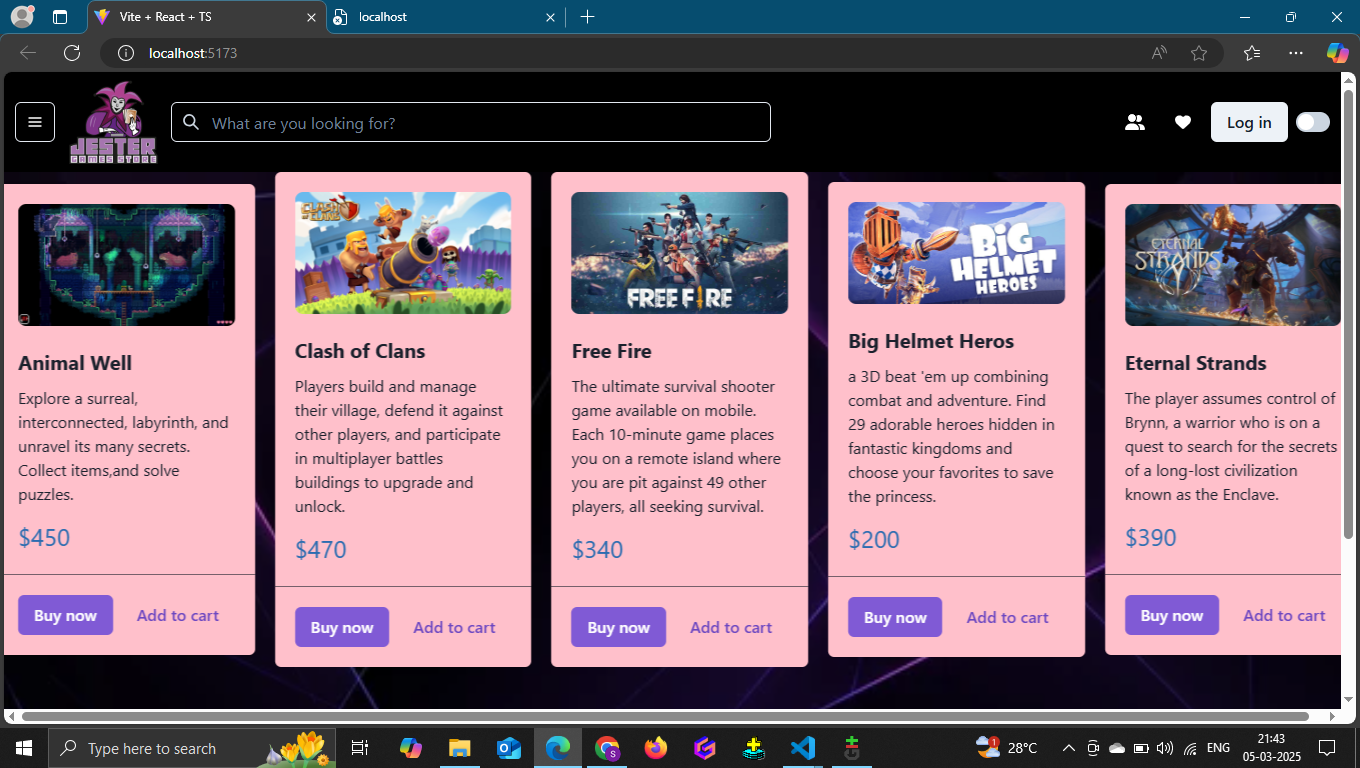 Vite + React + TS
localhost
localhost:5173
JESTER
GAMES STORE
What are you looking for?
Log in
Animal Well
Explore a surreal,
interconnected, labyrinth, and
unravel its many secrets.
Collect items,and solve
puzzles.
$450
Buy now
Add to cart
CLASH OF CLANS
Clash of Clans
Players build and manage
their village, defend it against
other players, and participate
in multiplayer battles
buildings to upgrade and
unlock.
$470
Buy now
Add to cart
FREE FIRE
Free Fire
The ultimate survival shooter
game available on mobile.
Each 10-minute game places
you on a remote island where
you are pit against 49 other
players, all seeking survival.
$340
Buy now
Add to cart
BiG
HELMET
HEROES
Big Helmet Heros
a 3D beat 'em up combining
combat and adventure. Find
29 adorable heroes hidden in
fantastic kingdoms and
choose your favorites to save
the princess.
$200
Buy now
Add to cart
ETERNAL
STRANDS
Eternal Strands
The player assumes control of
Brynn, a warrior who is on a
quest to search for the secrets
of a long-lost civilization
known as the Enclave.
$390
Buy now
Add to cart
Type here to search
1
28°C
ENG
21:43
05-03-2025